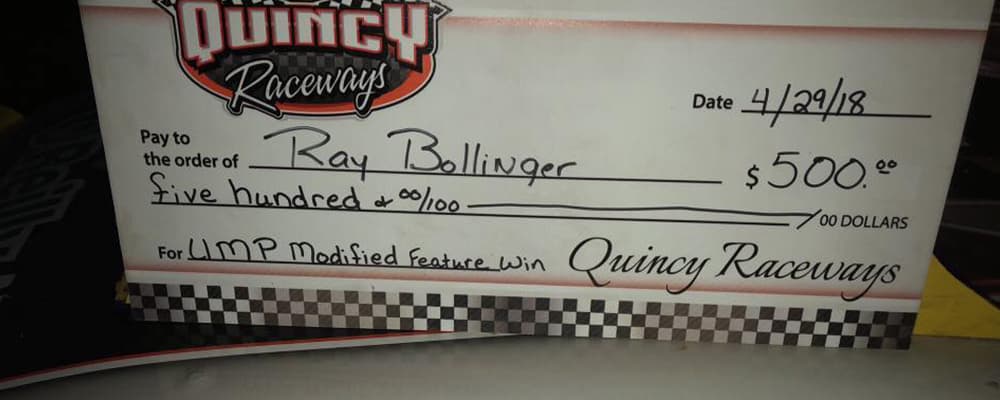 QUINCY
Raceways
Date 4/29/18
Pay to
the order of Ray Bollinger $ 500.00
five hundred & 00/100 /00 DOLLARS
For UMP Modified Feature Win Quincy Raceways